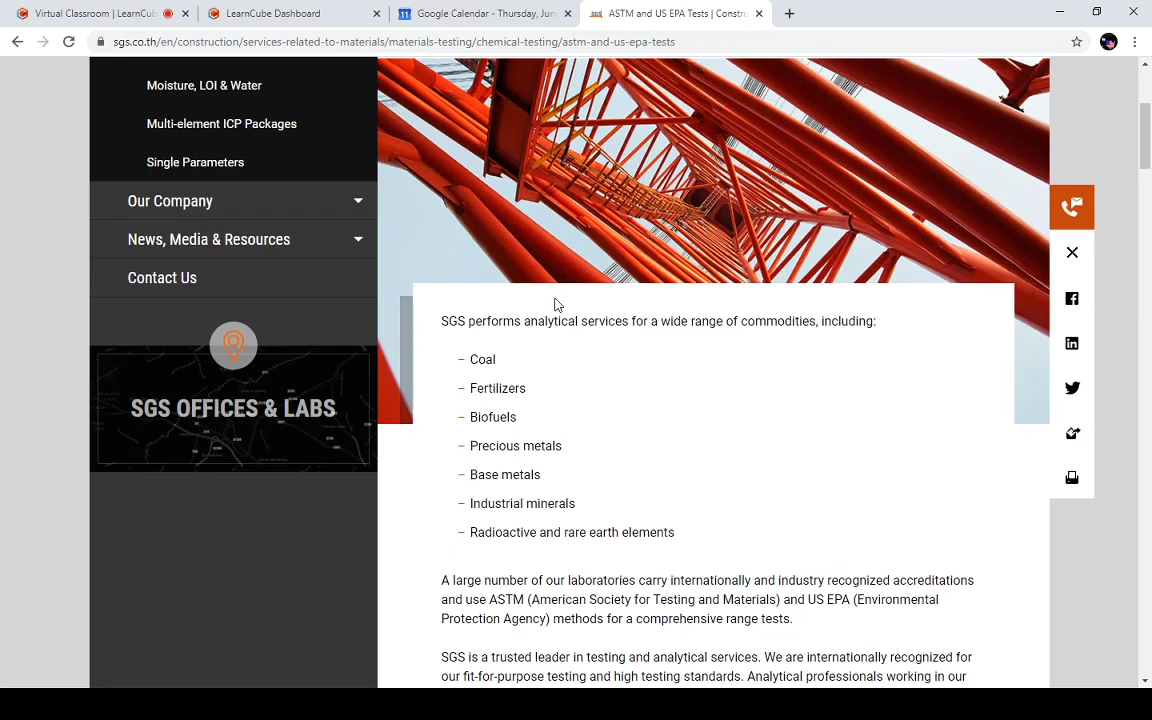 Virtual Classroom | LearnCub
LearnCube Dashboard
Google Calendar - Thursday, Jun
ASTM and US EPA Tests | Constru
sgs.co.th/en/construction/services-related-to-materials/materials-testing/chemical-testing/astm-and-us-epa-tests
Moisture, LOI & Water
Multi-element ICP Packages
Single Parameters
Our Company
News, Media & Resources
Contact Us
SGS OFFICES & LABS
SGS performs analytical services for a wide range of commodities, including:
– Coal
– Fertilizers
– Biofuels
– Precious metals
– Base metals
– Industrial minerals
– Radioactive and rare earth elements
A large number of our laboratories carry internationally and industry recognized accreditations
and use ASTM (American Society for Testing and Materials) and US EPA (Environmental
Protection Agency) methods for a comprehensive range tests.
SGS is a trusted leader in testing and analytical services. We are internationally recognized for
our fit-for-purpose testing and high testing standards. Analytical professionals working in our